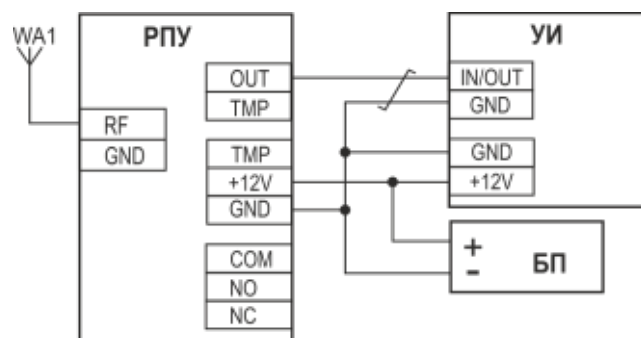 WA1
РПУ
RF
GND
OUT
TMP
TMP
+12V
GND
COM
NO
NC
УИ
IN/OUT
GND
GND
+12V
+
-
БП